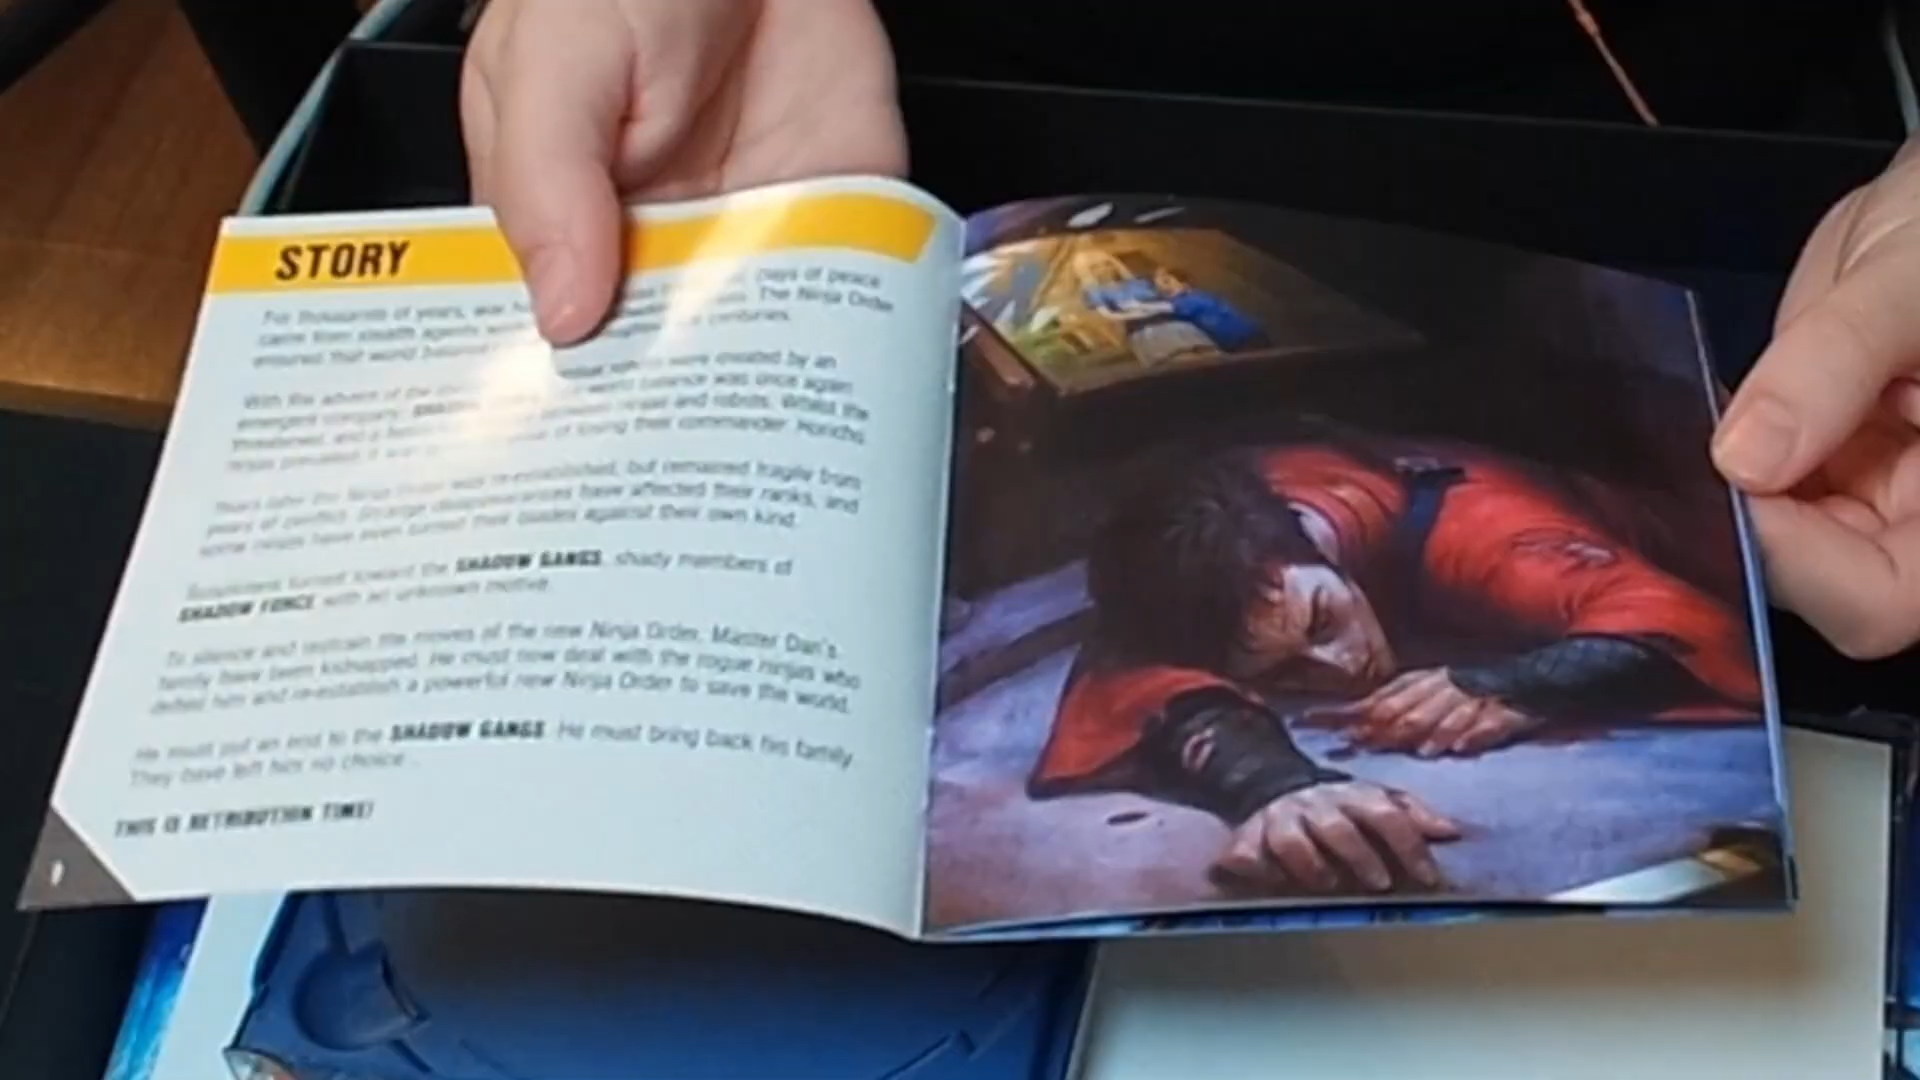 STORY
For thousands of years, war Days of peace
came from stealth agents The Ninja Order
ensured that world balance centuries.
With the advent of the were created by an
emergent company, world balance was once again
threatened, and a between ninjas and robots. Whilst the
ninjas prevailed, it was of losing their commander Horicho
Years later the Ninja Order was re-established, but remained fragile from
years of conflict. Strange disappearances have affected their ranks, and
some ninjas have even turned their blades against their own kind.
Suspicions turned toward the SHADOW GANGS, shady members of
SHADOW FORCE with an unknown motive.
To silence and restrain the moves of the new Ninja Order, Master Dan's
family have been kidnapped. He must now deal with the rogue ninjas who
defied him and re-establish a powerful new Ninja Order to save the world.
He must put an end to the SHADOW GANGS. He must bring back his family.
They have left him no choice...
THIS IS RETRIBUTION TIME!